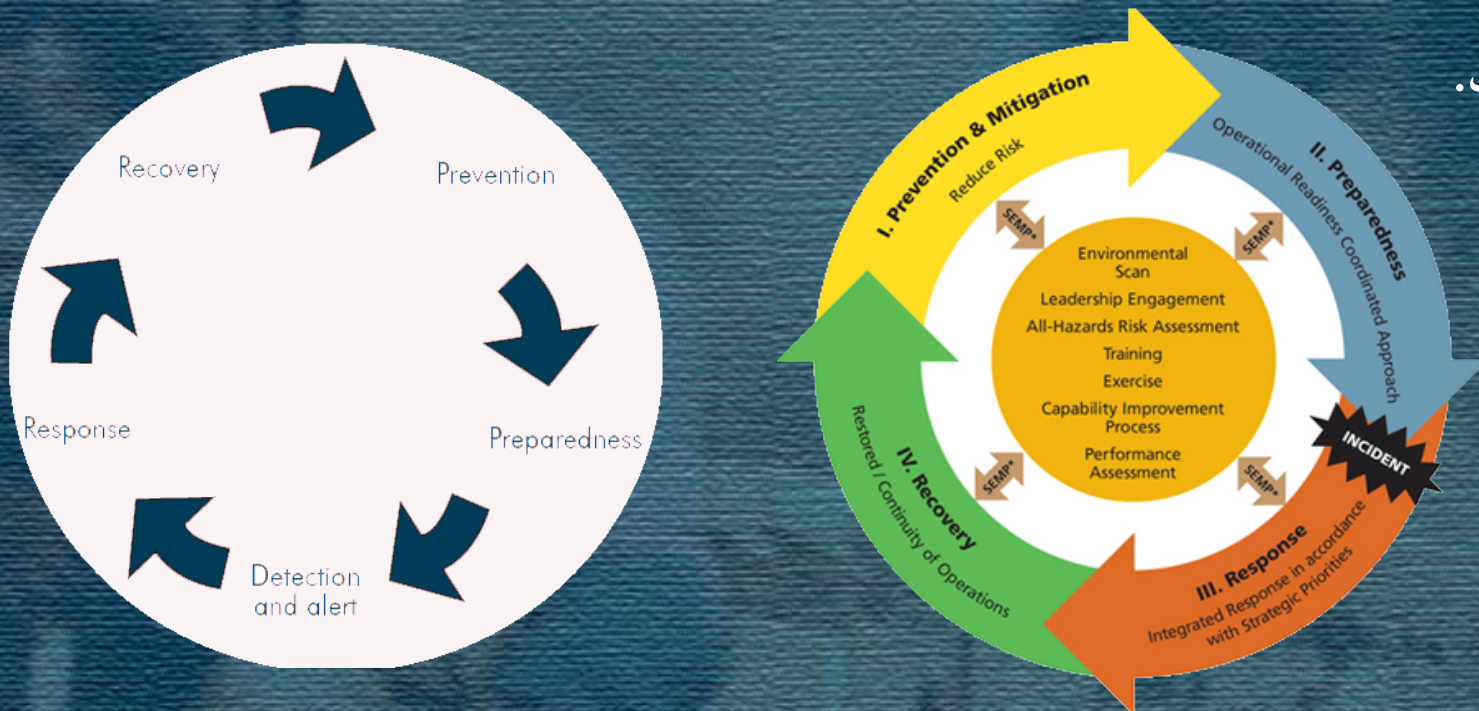 Recovery
Prevention
Response
Preparedness
Detection
and alert
I. Prevention & Mitigation
Reduce Risk
II. Preparedness
Operational Readiness Coordinated Approach
INCIDENT
III. Response
Integrated Response in accordance
with Strategic Priorities
IV. Recovery
Restored / Continuity of Operations
SEMP*
SEMP*
SEMP*
SEMP*
Environmental
Scan
Leadership Engagement
All-Hazards Risk Assessment
Training
Exercise
Capability Improvement
Process
Performance
Assessment